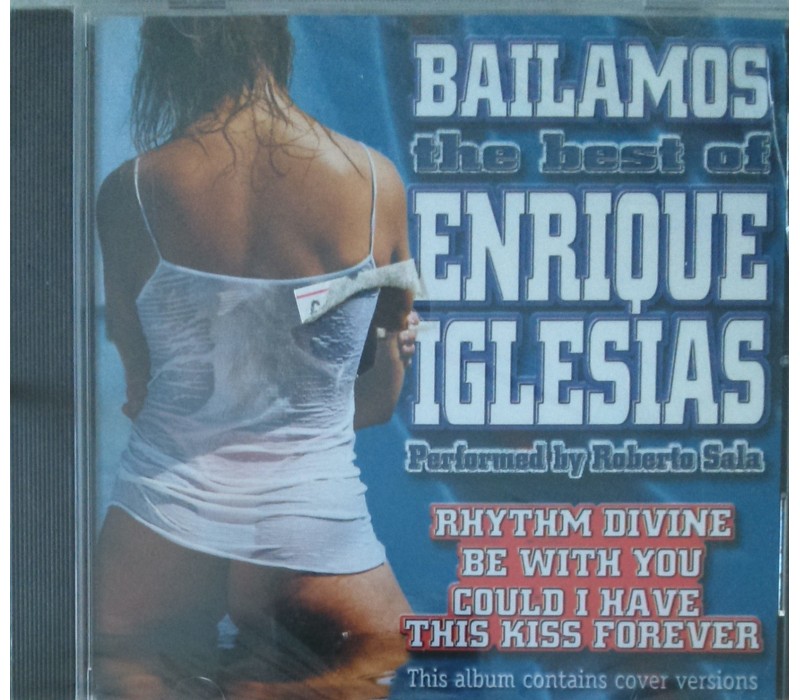 BAILAMOS
the best of
ENRIQUE
IGLESIAS
Performed by Roberto Sala
RHYTHM DIVINE
BE WITH YOU
COULD I HAVE
THIS KISS FOREVER
This album contains cover versions